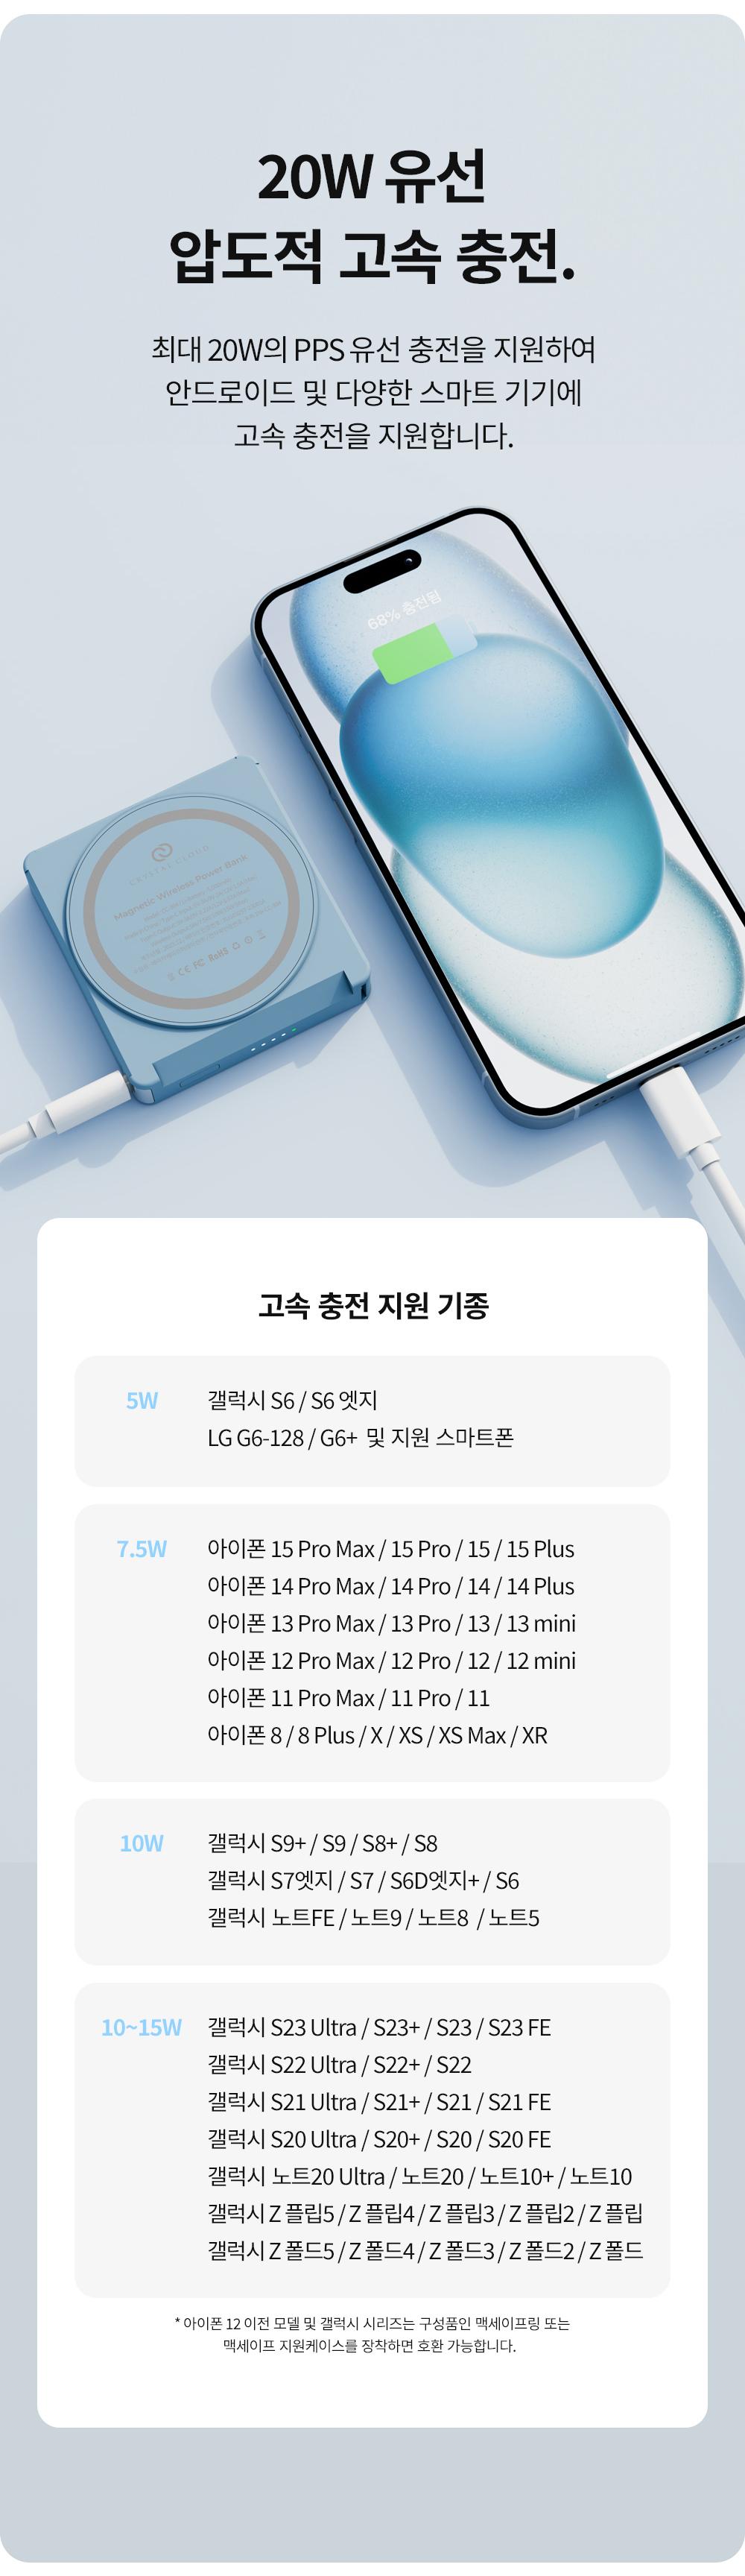 20W 유선
압도적 고속 충전.
최대 20W의 PPS 유선 충전을 지원하여
안드로이드 및 다양한 스마트 기기에
고속 충전을 지원합니다.
68% 충전됨
CRYSTAL CLOUD
Magnetic Wireless Power Bank
CE FC RoHS
고속 충전 지원 기종
5W
갤럭시 S6 / S6 엣지
LG G6-128 / G6+ 및 지원 스마트폰
7.5W
아이폰 15 Pro Max / 15 Pro / 15 / 15 Plus
아이폰 14 Pro Max / 14 Pro / 14 / 14 Plus
아이폰 13 Pro Max / 13 Pro / 13 / 13 mini
아이폰 12 Pro Max / 12 Pro / 12 / 12 mini
아이폰 11 Pro Max / 11 Pro / 11
아이폰 8 / 8 Plus / X / XS / XS Max / XR
10W
갤럭시 S9+ / S9 / S8+ / S8
갤럭시 S7엣지 / S7 / S6D엣지+ / S6
갤럭시 노트FE / 노트9 / 노트8 / 노트5
10~15W
갤럭시 S23 Ultra / S23+ / S23 / S23 FE
갤럭시 S22 Ultra / S22+ / S22
갤럭시 S21 Ultra / S21+ / S21 / S21 FE
갤럭시 S20 Ultra / S20+ / S20 / S20 FE
갤럭시 노트20 Ultra / 노트20 / 노트10+ / 노트10
갤럭시 Z 플립5 / Z 플립4 / Z 플립3 / Z 플립2 / Z 플립
갤럭시 Z 폴드5 / Z 폴드4 / Z 폴드3 / Z 폴드2 / Z 폴드
* 아이폰 12 이전 모델 및 갤럭시 시리즈는 구성품인 맥세이프링 또는
맥세이프 지원케이스를 장착하면 호환 가능합니다.